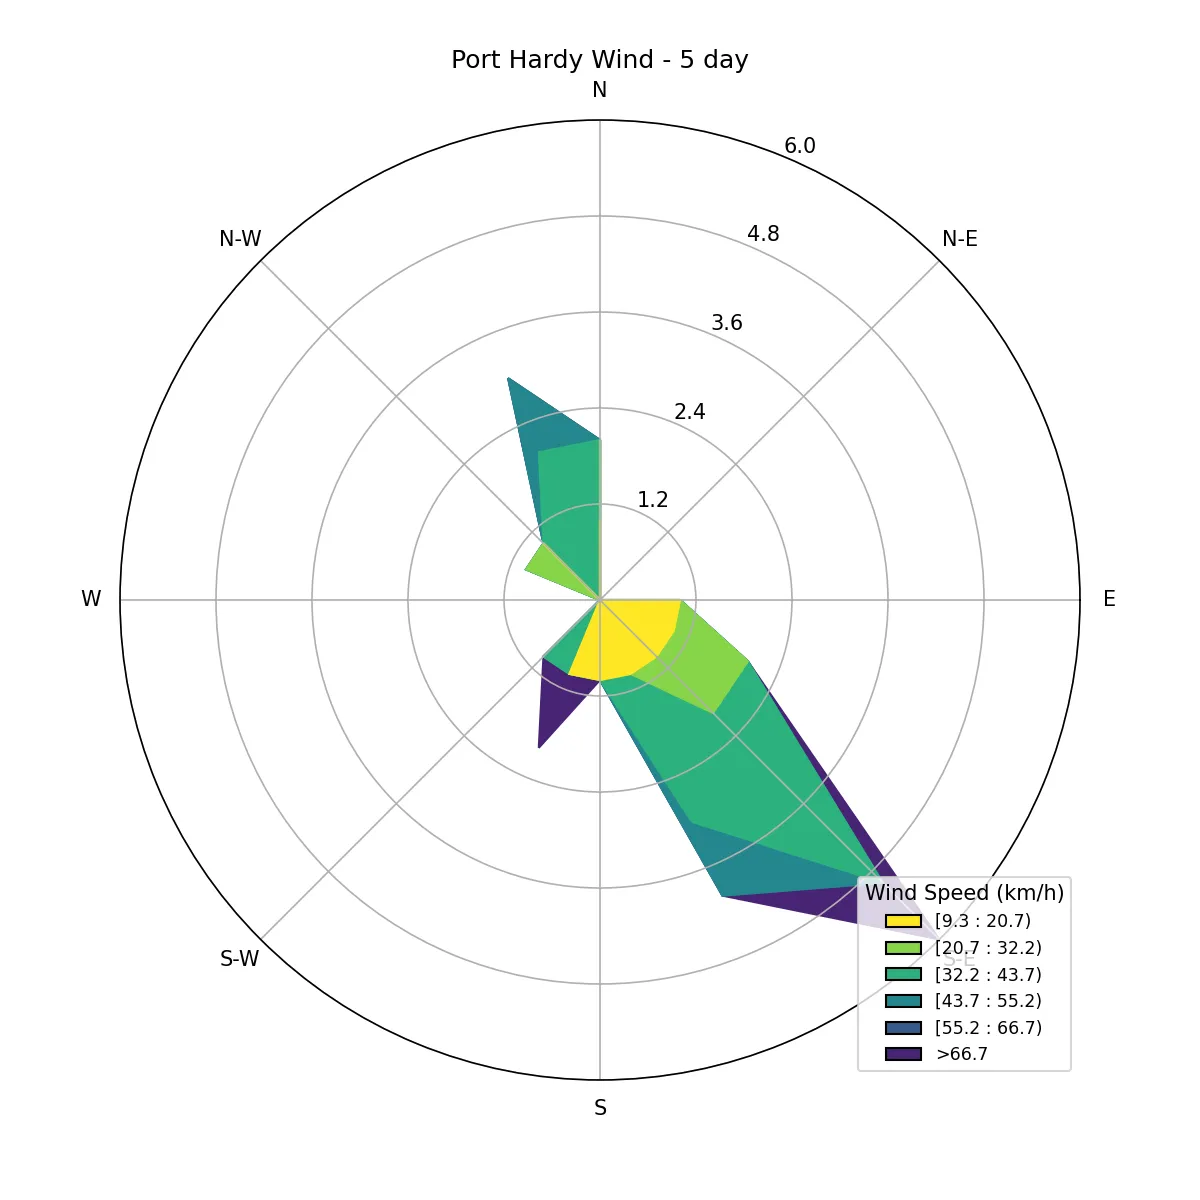 Port Hardy Wind - 5 day
N
6.0
N-W
N-E
4.8
3.6
2.4
1.2
W
E
Wind Speed (km/h)
[9.3 : 20.7)
[20.7 : 32.2)
S-W
S-E
[32.2 : 43.7)
[43.7 : 55.2)
[55.2 : 66.7)
>66.7
S